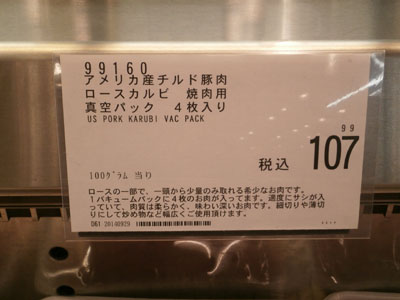 99160
アメリカ産チルド豚肉
ロースカルビ 焼肉用
真空パック 4枚入り
US PORK KARUBI VAC PACK
99
税込 107
100グラム 当り
ロースの一部で、一頭から少量のみ取れる希少なお肉です。
1バキュームパックに4枚のお肉が入ってます。適度にサシが入
っていて、肉質は柔らかく、味わい深いお肉です。細切りや薄切
りにして炒め物など幅広くご使用頂けます。
D61 20140929